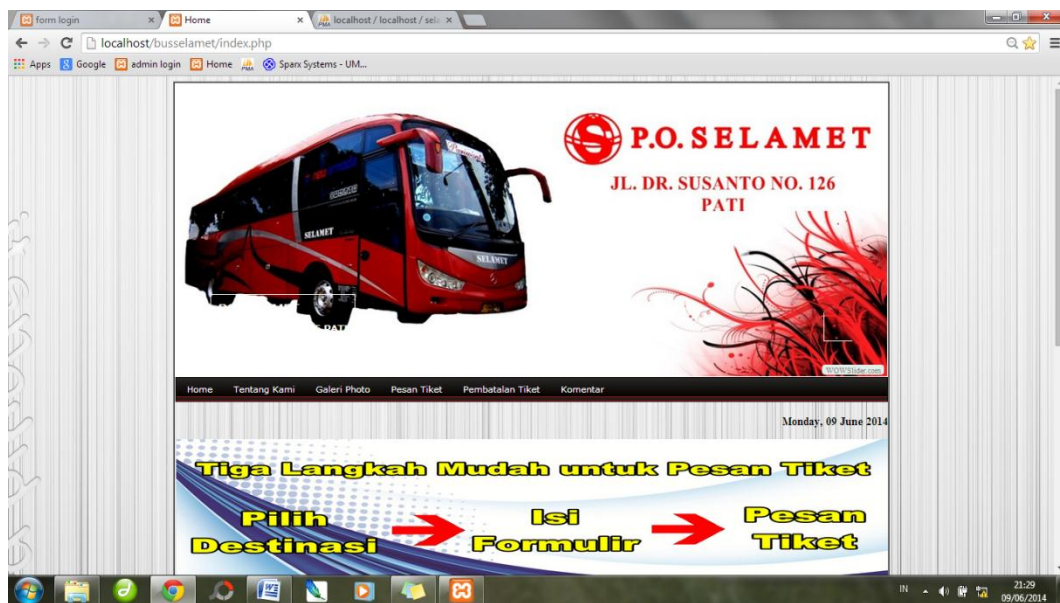 form login
Home
localhost / localhost / sela
localhost/busselamet/index.php
Apps Google admin login Home Sparx Systems - UM...
P.O. SELAMET
JL. DR. SUSANTO NO. 126
PATI
SELAMET
SELAMET
WOWSlider.com
Home Tentang Kami Galeri Photo Pesan Tiket Pembatalan Tiket Komentar
Monday, 09 June 2014
Tiga Langkah Mudah untuk Pesan Tiket
Pilih Destinasi
Isi Formulir
Pesan Tiket
IN
21:29
09/06/2014